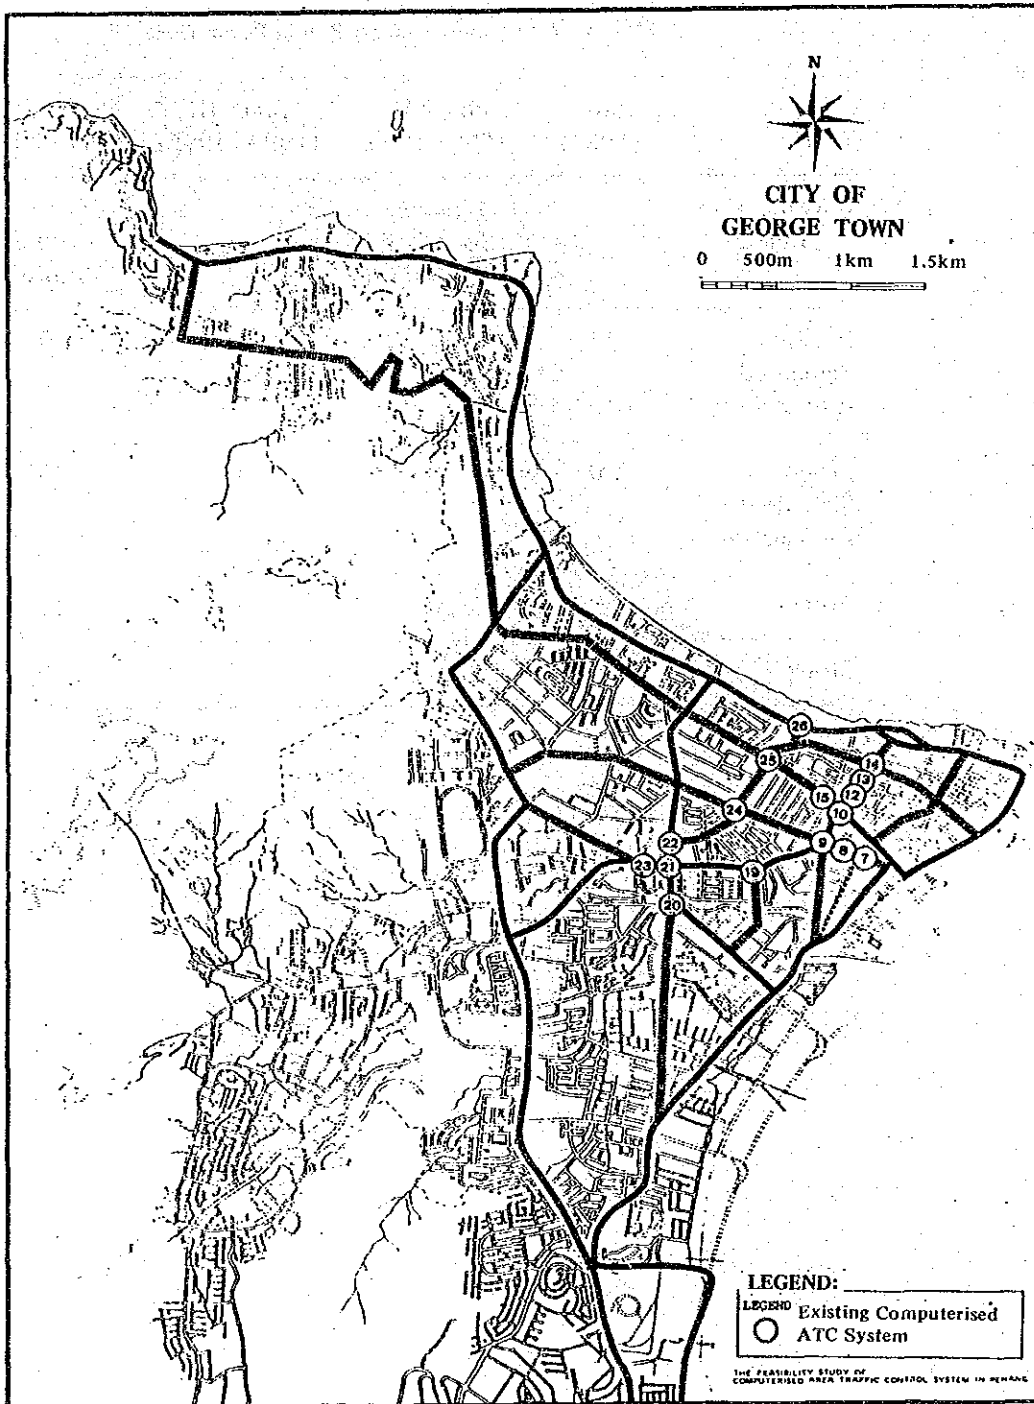 N
CITY OF
GEORGE TOWN
0 500m 1km 1.5km
26
25
14
13
12
15
10
24
9
8
7
22
23
21
19
20
LEGEND:
LEGEND Existing Computerised
ATC System
THE FEASIBILITY STUDY OF
COMPUTERISED AREA TRAFFIC CONTROL SYSTEM IN PENANG